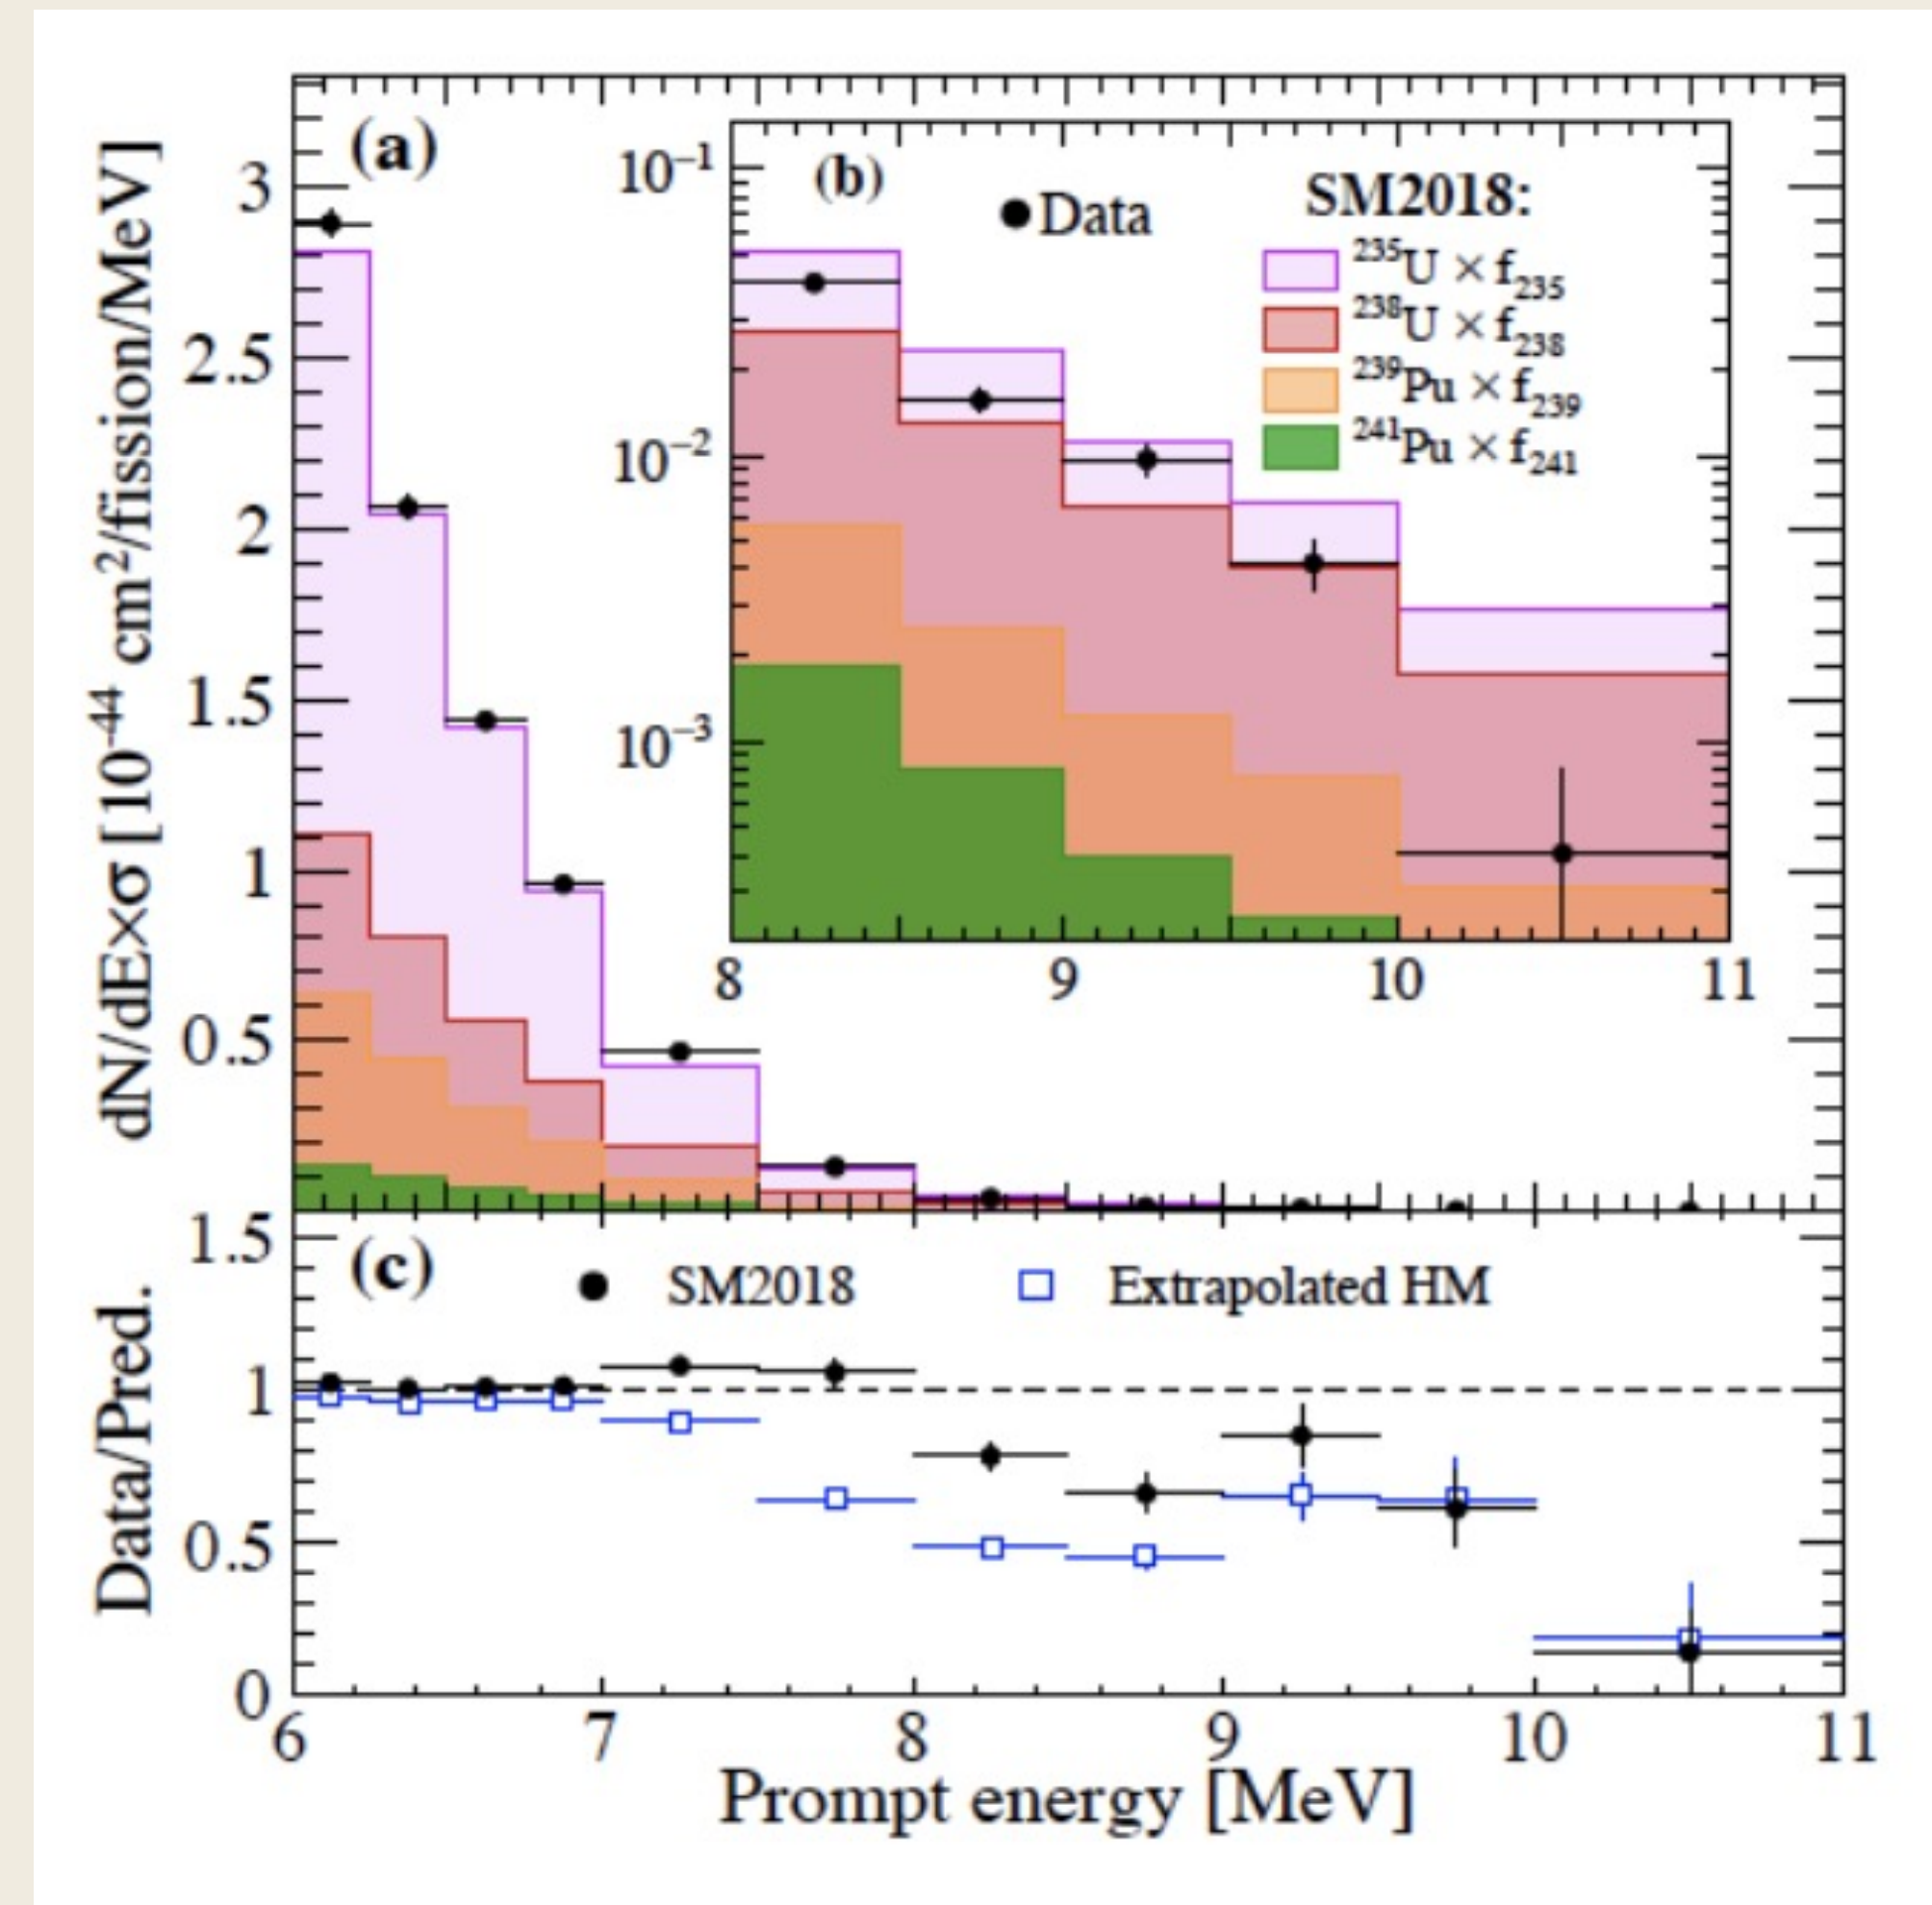 (a)
dN/dE×σ [10⁻⁴⁴ cm²/fission/MeV]
3
2.5
2
1.5
1
0.5
(b)
Data
SM2018:
²³⁵U × f₂₃₅
²³⁸U × f₂₃₈
²³⁹Pu × f₂₃₉
²⁴¹Pu × f₂₄₁
10⁻¹
10⁻²
10⁻³
8 9 10 11
(c)
SM2018
Extrapolated HM
Data/Pred.
1.5
1
0.5
0
6 7 8 9 10 11
Prompt energy [MeV]